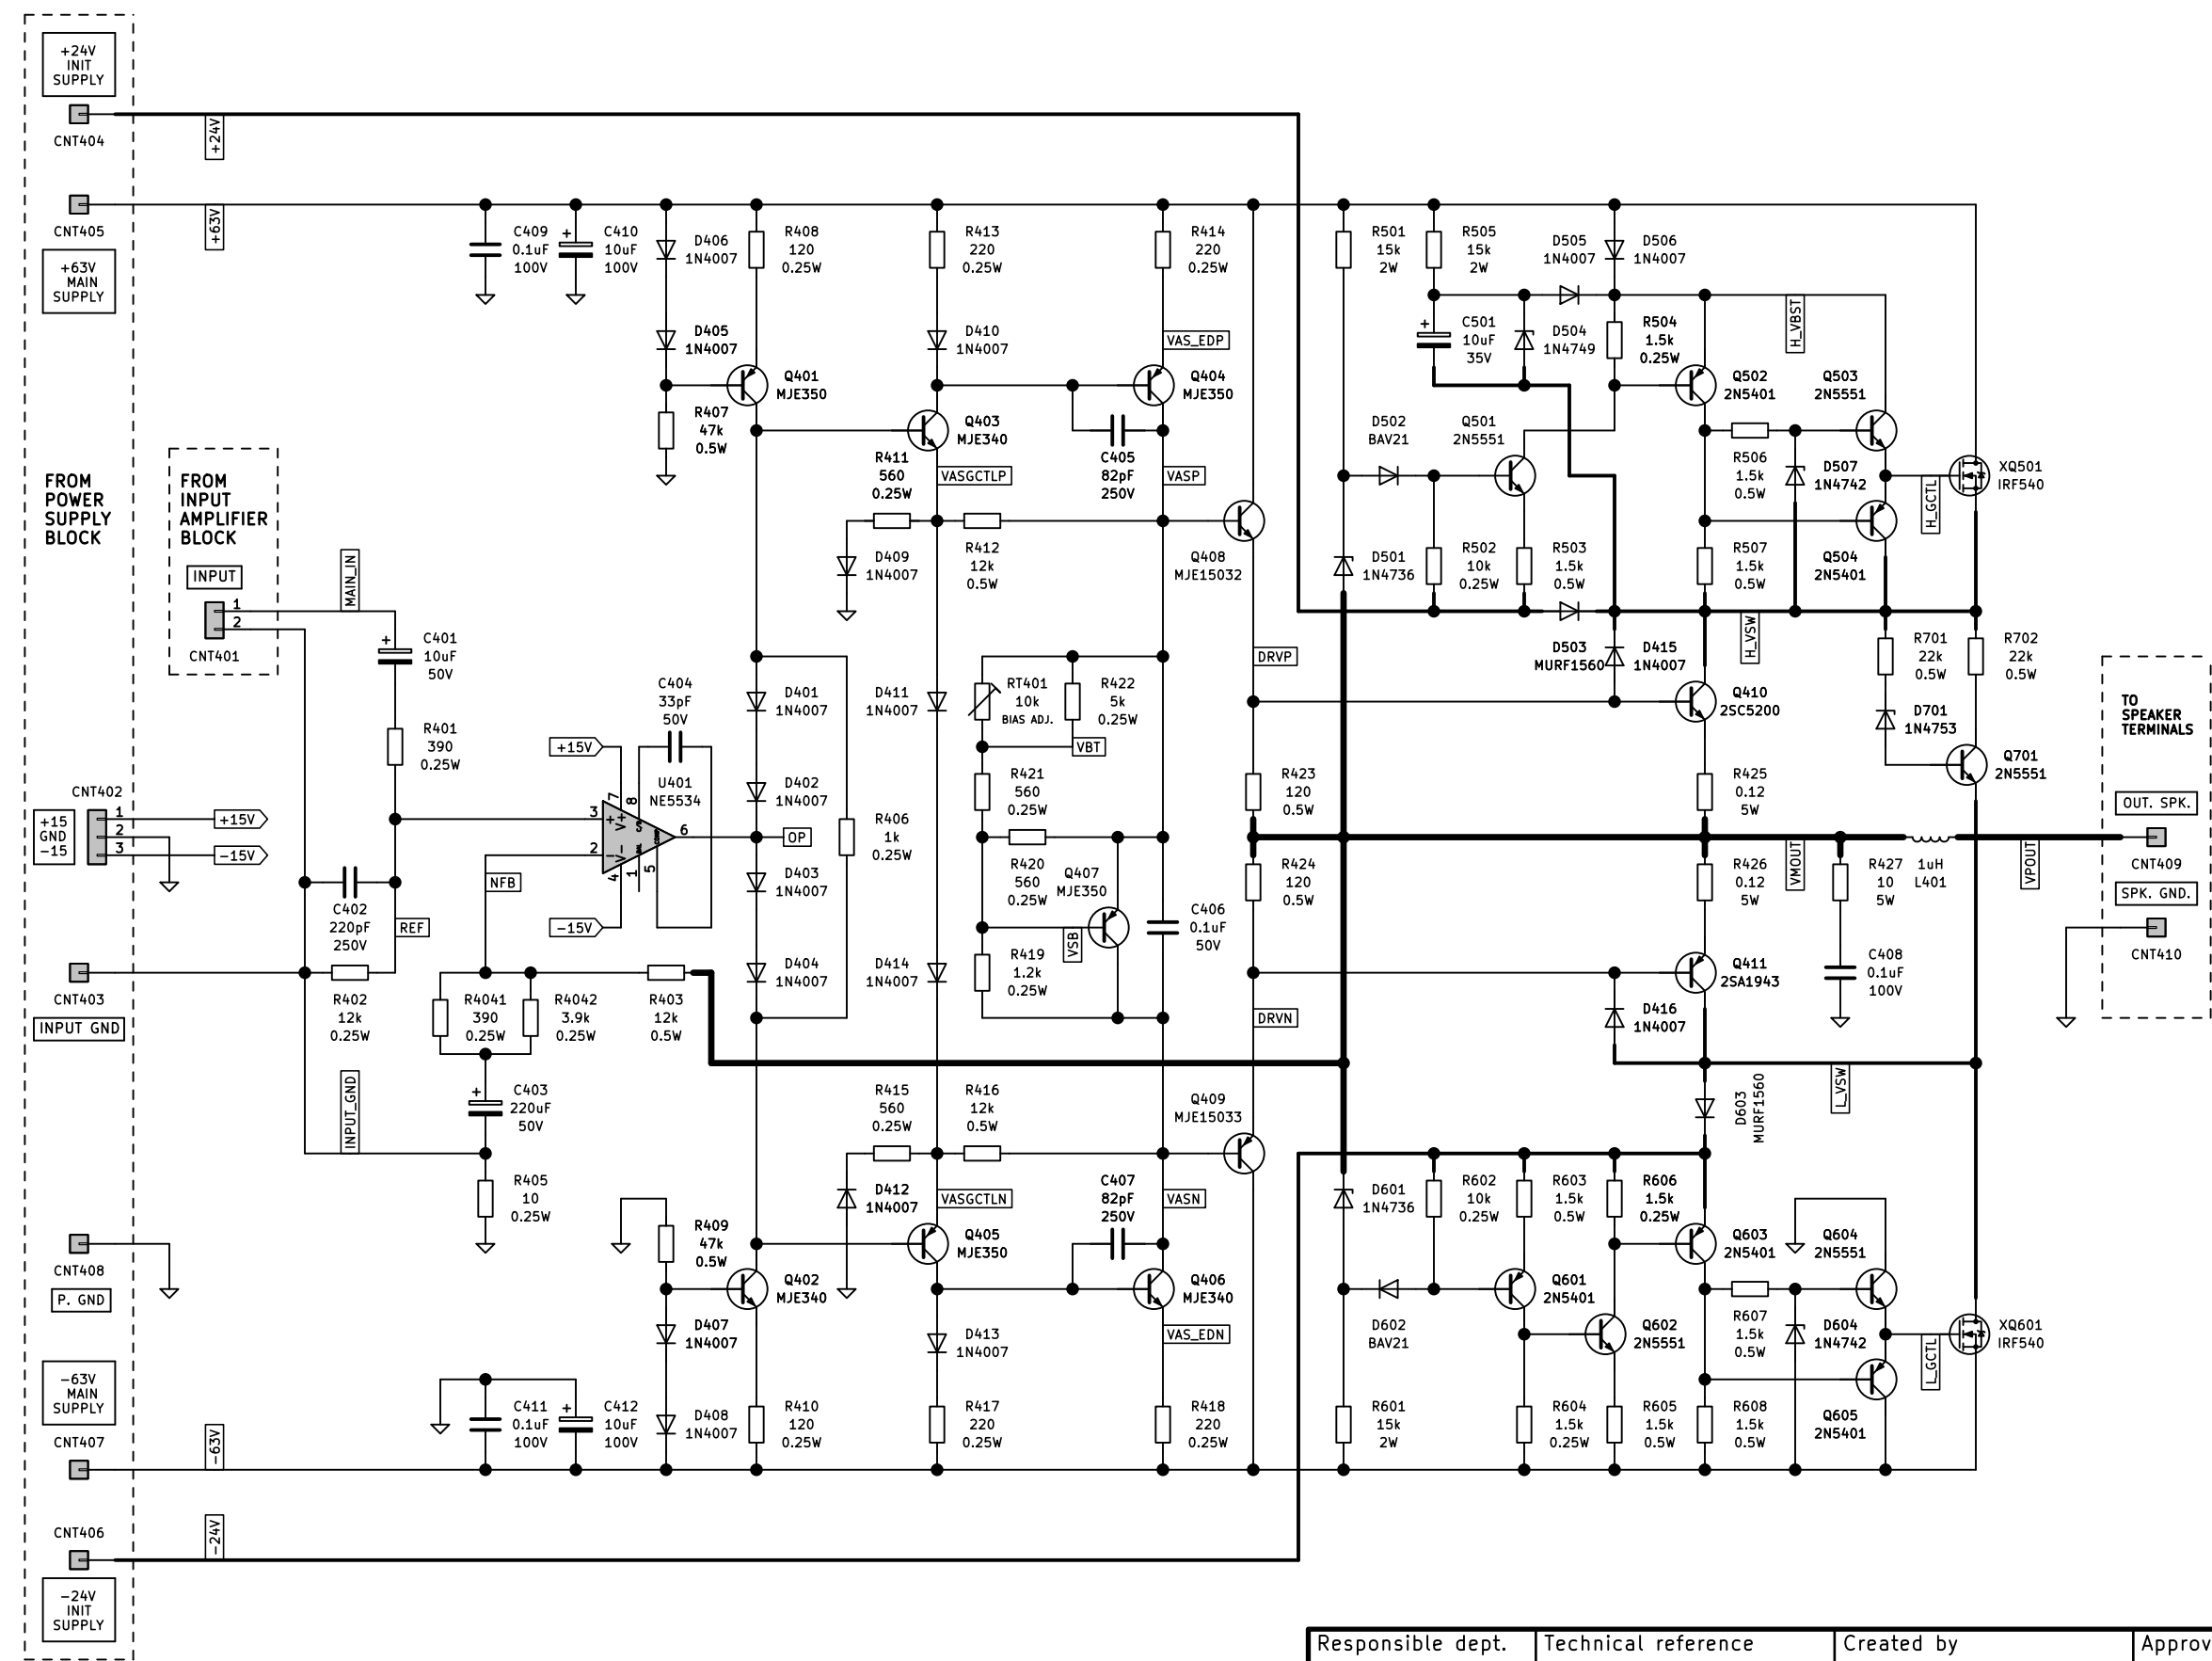 +24V
INIT
SUPPLY
CNT404
+24V
CNT405
+63V
+63V
MAIN
SUPPLY
FROM
POWER
SUPPLY
BLOCK
FROM
INPUT
AMPLIFIER
BLOCK
INPUT
1
2
CNT401
MAIN_IN
C401
10uF
50V
R401
390
0.25W
CNT402
+15
GND
-15
1
2
3
+15V
-15V
C402
220pF
250V
REF
CNT403
INPUT GND
R402
12k
0.25W
INPUT_GND
CNT408
P. GND
-63V
MAIN
SUPPLY
CNT407
-63V
CNT406
-24V
-24V
INIT
SUPPLY
C409
0.1uF
100V
C410
10uF
100V
D406
1N4007
R408
120
0.25W
D405
1N4007
Q401
MJE350
R407
47k
0.5W
R413
220
0.25W
D410
1N4007
Q403
MJE340
R411
560
0.25W
VASGCTLP
D409
1N4007
R412
12k
0.5W
R414
220
0.25W
VAS_EDP
Q404
MJE350
C405
82pF
250V
VASP
Q408
MJE15032
C404
33pF
50V
+15V
U401
NE5534
7
8
3
2
6
4
1
5
V+
V-
C/B
BAL
COMP
-15V
NFB
OP
D401
1N4007
D402
1N4007
D403
1N4007
D404
1N4007
R406
1k
0.25W
D411
1N4007
D414
1N4007
RT401
10k
BIAS ADJ.
R422
5k
0.25W
VBT
R421
560
0.25W
R420
560
0.25W
Q407
MJE350
VSB
R419
1.2k
0.25W
C406
0.1uF
50V
DRVP
R423
120
0.5W
R424
120
0.5W
DRVN
R4041
390
0.25W
R4042
3.9k
0.25W
R403
12k
0.5W
C403
220uF
50V
R405
10
0.25W
R415
560
0.25W
R416
12k
0.5W
Q409
MJE15033
R409
47k
0.5W
Q402
MJE340
D407
1N4007
D408
1N4007
C411
0.1uF
100V
C412
10uF
100V
R410
120
0.25W
D412
1N4007
VASGCTLN
Q405
MJE350
D413
1N4007
R417
220
0.25W
C407
82pF
250V
VASN
Q406
MJE340
VAS_EDN
R418
220
0.25W
R501
15k
2W
R505
15k
2W
D505
1N4007
D506
1N4007
C501
10uF
35V
D504
1N4749
R504
1.5k
0.25W
H_VBST
Q502
2N5401
Q503
2N5551
D502
BAV21
Q501
2N5551
R506
1.5k
0.5W
D507
1N4742
XQ501
IRF540
H_GCTL
D501
1N4736
R502
10k
0.25W
R503
1.5k
0.5W
R507
1.5k
0.5W
Q504
2N5401
D503
MURF1560
D415
1N4007
H_VSW
R701
22k
0.5W
R702
22k
0.5W
Q410
2SC5200
D701
1N4753
Q701
2N5551
R425
0.12
5W
R426
0.12
5W
VMOUT
R427
10
5W
1uH
L401
VPOUT
TO
SPEAKER
TERMINALS
OUT. SPK.
CNT409
SPK. GND.
CNT410
Q411
2SA1943
D416
1N4007
C408
0.1uF
100V
L_VSW
D603
MURF1560
D601
1N4736
R602
10k
0.25W
R603
1.5k
0.5W
R606
1.5k
0.25W
Q603
2N5401
Q604
2N5551
D602
BAV21
Q601
2N5401
Q602
2N5551
R607
1.5k
0.5W
D604
1N4742
XQ601
IRF540
L_GCTL
R601
15k
2W
R604
1.5k
0.25W
R605
1.5k
0.5W
R608
1.5k
0.5W
Q605
2N5401
Responsible dept.
Technical reference
Created by
Approv